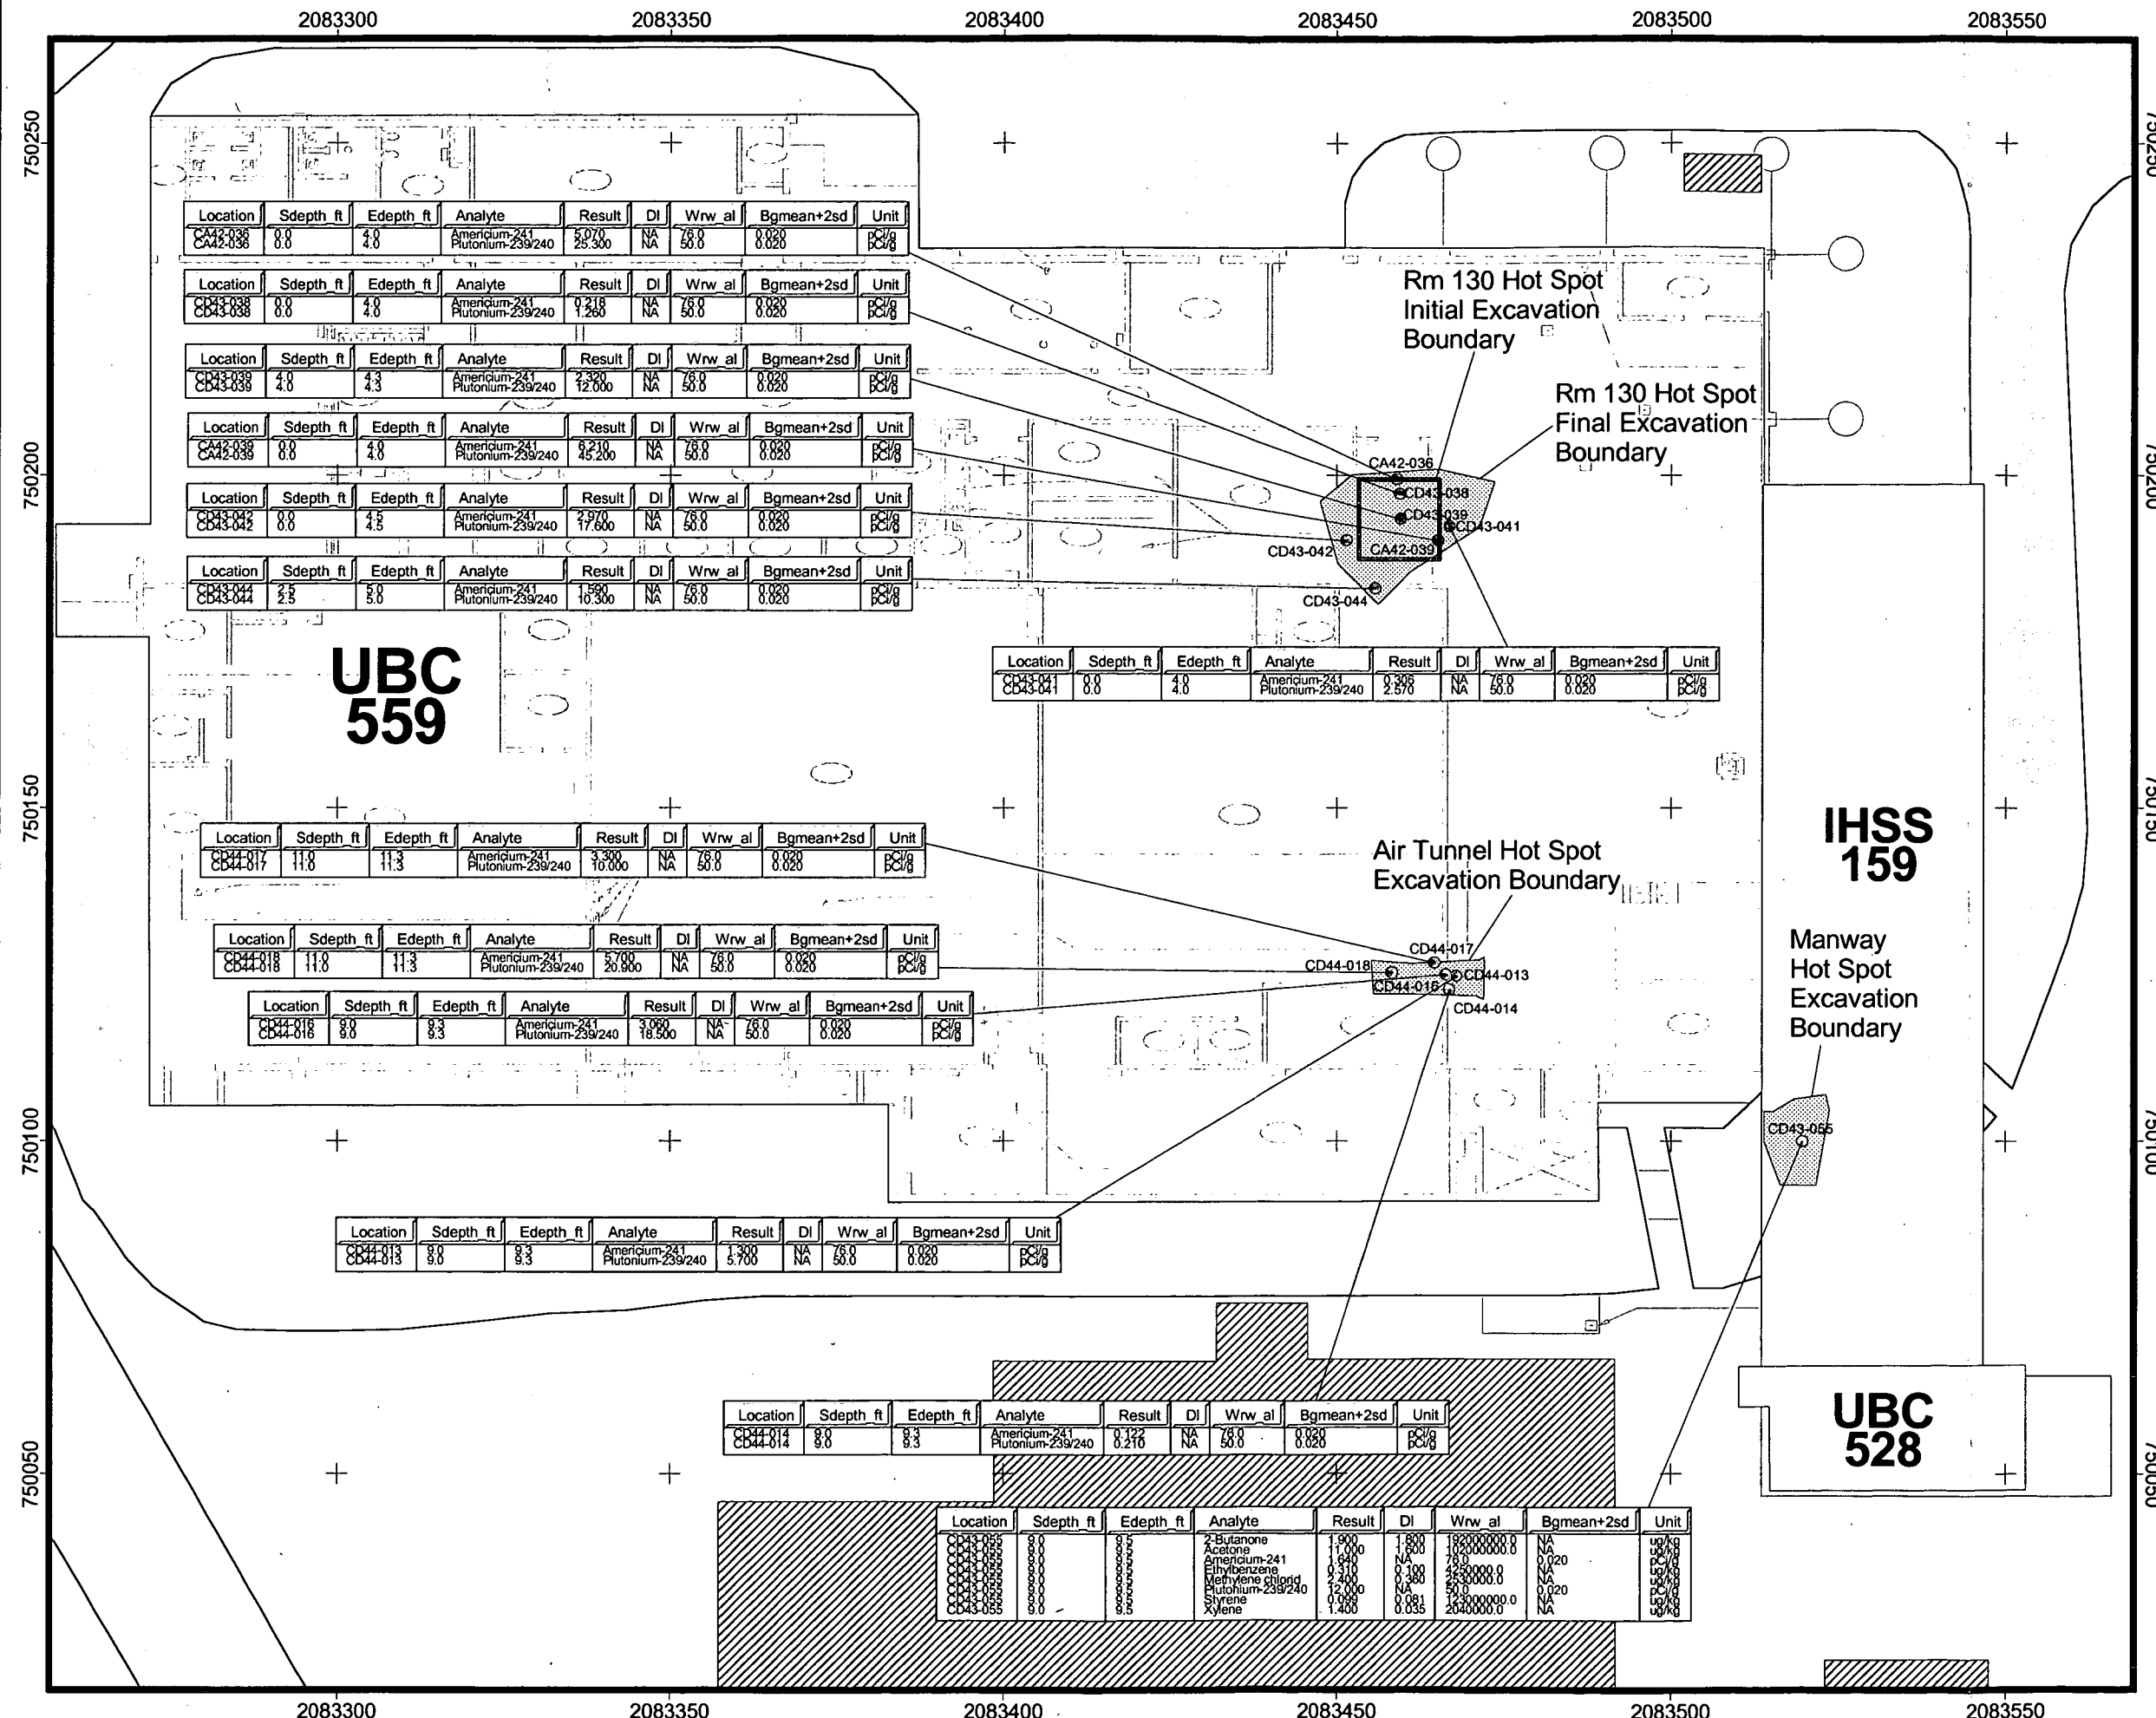 2083300 2083350 2083400 2083450 2083500 2083550
750250 750250
Location Sdepth_ft Edepth_ft Analyte Result Dl Wrw_al Bgmean+2sd Unit
CA42-036 0.0 4.0 Americium-241 5.070 NA 76.0 0.020 pCi/g
CA42-036 0.0 4.0 Plutonium-239/240 25.300 NA 50.0 0.020 pCi/g
Location Sdepth_ft Edepth_ft Analyte Result Dl Wrw_al Bgmean+2sd Unit
CD43-038 0.0 4.0 Americium-241 0.218 NA 76.0 0.020 pCi/g
CD43-038 0.0 4.0 Plutonium-239/240 1.260 NA 50.0 0.020 pCi/g
Rm 130 Hot Spot
Initial Excavation
Boundary
Location Sdepth_ft Edepth_ft Analyte Result Dl Wrw_al Bgmean+2sd Unit
CD43-039 4.0 4.3 Americium-241 2.320 NA 76.0 0.020 pCi/g
CD43-039 4.0 4.3 Plutonium-239/240 12.000 NA 50.0 0.020 pCi/g
Rm 130 Hot Spot
Final Excavation
Boundary
Location Sdepth_ft Edepth_ft Analyte Result Dl Wrw_al Bgmean+2sd Unit
CA42-039 0.0 4.0 Americium-241 6.210 NA 76.0 0.020 pCi/g
CA42-039 0.0 4.0 Plutonium-239/240 45.200 NA 50.0 0.020 pCi/g
750200 750200
CA42-036
CD43-038
CD43-039
CD43-041
CD43-042
CA42-039
CD43-044
Location Sdepth_ft Edepth_ft Analyte Result Dl Wrw_al Bgmean+2sd Unit
CD43-042 0.0 4.5 Americium-241 2.970 NA 76.0 0.020 pCi/g
CD43-042 0.0 4.5 Plutonium-239/240 17.600 NA 50.0 0.020 pCi/g
Location Sdepth_ft Edepth_ft Analyte Result Dl Wrw_al Bgmean+2sd Unit
CD43-044 2.5 5.0 Americium-241 1.590 NA 76.0 0.020 pCi/g
CD43-044 2.5 5.0 Plutonium-239/240 10.300 NA 50.0 0.020 pCi/g
UBC
559
Location Sdepth_ft Edepth_ft Analyte Result Dl Wrw_al Bgmean+2sd Unit
CD43-041 0.0 4.0 Americium-241 0.306 NA 76.0 0.020 pCi/g
CD43-041 0.0 4.0 Plutonium-239/240 2.570 NA 50.0 0.020 pCi/g
750150 750150
IHSS
159
Location Sdepth_ft Edepth_ft Analyte Result Dl Wrw_al Bgmean+2sd Unit
CD44-017 11.0 11.3 Americium-241 3.300 NA 76.0 0.020 pCi/g
CD44-017 11.0 11.3 Plutonium-239/240 10.000 NA 50.0 0.020 pCi/g
Air Tunnel Hot Spot
Excavation Boundary
Location Sdepth_ft Edepth_ft Analyte Result Dl Wrw_al Bgmean+2sd Unit
CD44-018 11.0 11.3 Americium-241 5.700 NA 76.0 0.020 pCi/g
CD44-018 11.0 11.3 Plutonium-239/240 20.900 NA 50.0 0.020 pCi/g
CD44-017
CD44-018
CD44-013
CD44-016
CD44-014
Manway
Hot Spot
Excavation
Boundary
Location Sdepth_ft Edepth_ft Analyte Result Dl Wrw_al Bgmean+2sd Unit
CD44-016 9.0 9.3 Americium-241 3.060 NA 76.0 0.020 pCi/g
CD44-016 9.0 9.3 Plutonium-239/240 18.500 NA 50.0 0.020 pCi/g
750100 750100
CD43-055
Location Sdepth_ft Edepth_ft Analyte Result Dl Wrw_al Bgmean+2sd Unit
CD44-013 9.0 9.3 Americium-241 1.300 NA 76.0 0.020 pCi/g
CD44-013 9.0 9.3 Plutonium-239/240 5.700 NA 50.0 0.020 pCi/g
Location Sdepth_ft Edepth_ft Analyte Result Dl Wrw_al Bgmean+2sd Unit
CD44-014 9.0 9.3 Americium-241 0.122 NA 76.0 0.020 pCi/g
CD44-014 9.0 9.3 Plutonium-239/240 0.210 NA 50.0 0.020 pCi/g
UBC
528
750050 750050
Location Sdepth_ft Edepth_ft Analyte Result Dl Wrw_al Bgmean+2sd Unit
CD43-055 9.0 9.5 2-Butanone 1.900 1.800 192000000.0 NA ug/kg
CD43-055 9.0 9.5 Acetone 11.000 1.600 102000000.0 NA ug/kg
CD43-055 9.0 9.5 Americium-241 1.640 NA 76.0 0.020 pCi/g
CD43-055 9.0 9.5 Ethylbenzene 0.310 0.100 4250000.0 NA ug/kg
CD43-055 9.0 9.5 Methylene chlorid 2.400 0.360 2530000.0 NA ug/kg
CD43-055 9.0 9.5 Plutonium-239/240 12.000 NA 50.0 0.020 pCi/g
CD43-055 9.0 9.5 Styrene 0.099 0.081 123000000.0 NA ug/kg
CD43-055 9.0 9.5 Xylene 1.400 0.035 2040000.0 NA ug/kg
2083300 2083350 2083400 2083450 2083500 2083550